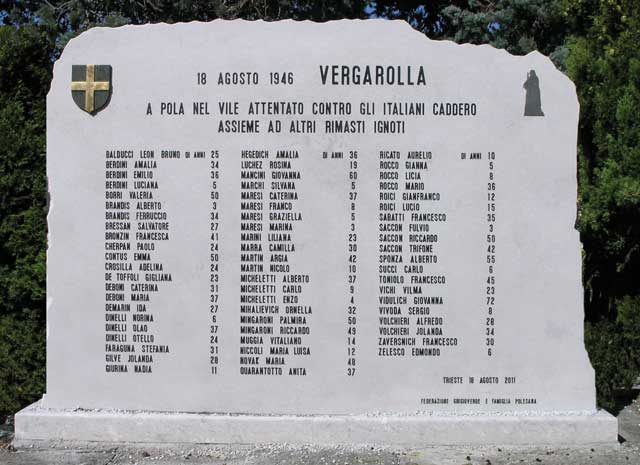 18 AGOSTO 1946 VERGAROLLA
A POLA NEL VILE ATTENTATO CONTRO GLI ITALIANI CADDERO
ASSIEME AD ALTRI RIMASTI IGNOTI
BALDUCCI LEON BRUNO DI ANNI 25
BERDINI AMALIA 34
BERDINI EMILIO 36
BERDINI LUCIANA 5
BORRI VALERIA 50
BRANDIS ALBERTO 3
BRANDIS FERRUCCIO 34
BRESSAN SALVATORE 27
BRONZIN FRANCESCA 41
CHERPAN PAOLO 24
CONTUS EMMA 50
CROSILLA ADELINA 24
DE TOFFOLI GIGLIANA 23
DEBONI CATERINA 31
DEBONI MARIA 37
DEMARIN IDA 27
DINELLI NORINA 6
DINELLI OLAO 37
DINELLI OTELLO 24
FARAGUNA STEFANIA 31
GILVE JOLANDA 24
GIURINA NADIA 11
HEGEDICH AMALIA DI ANNI 36
LUCHEZ ROSINA 19
MANCINI GIOVANNA 60
MARCHI SILVANA 5
MARESI CATERINA 37
MARESI FRANCO 8
MARESI GRAZIELLA 5
MARESI MARINA 3
MARINI LILIANA 23
MARRA CAMILLA 30
MARTIN ARGIA 42
MARTIN NICOLO 10
MICHELETTI ALBERTO 37
MICHELETTI CARLO 9
MICHELETTI ENZO 4
MIHALIEVICH ORNELLA 32
MINGARONI PALMIRA 50
MINGARONI RICCARDO 49
MUGGIA VITALIANO 14
NICCOLI MARIA LUISA 12
NOVAK MARIA 48
QUARANTOTTO ANITA 37
RICATO AURELIO DI ANNI 10
ROCCO GIANNA 5
ROCCO LICIA 8
ROCCO MARIO 36
ROICI GIANFRANCO 12
ROICI LUCIO 15
SABATTI FRANCESCO 35
SACCON FULVIO 3
SACCON RICCARDO 50
SACCON TRIFONE 42
SPONZA ALBERTO 55
SUCCI CARLO 6
TONIOLO FRANCESCO 45
VICHI VILMA 23
VIDULICH GIOVANNA 72
VIVODA SERGIO 8
VOLCHIERI ALFREDO 28
VOLCHIERI JOLANDA 34
ZAVERSNICH FRANCESCO 30
ZELESCO EDMONDO 6
TRIESTE 18 AGOSTO 2011
FEDERAZIONE GRIGIOVERDE E FAMIGLIA POLESANA